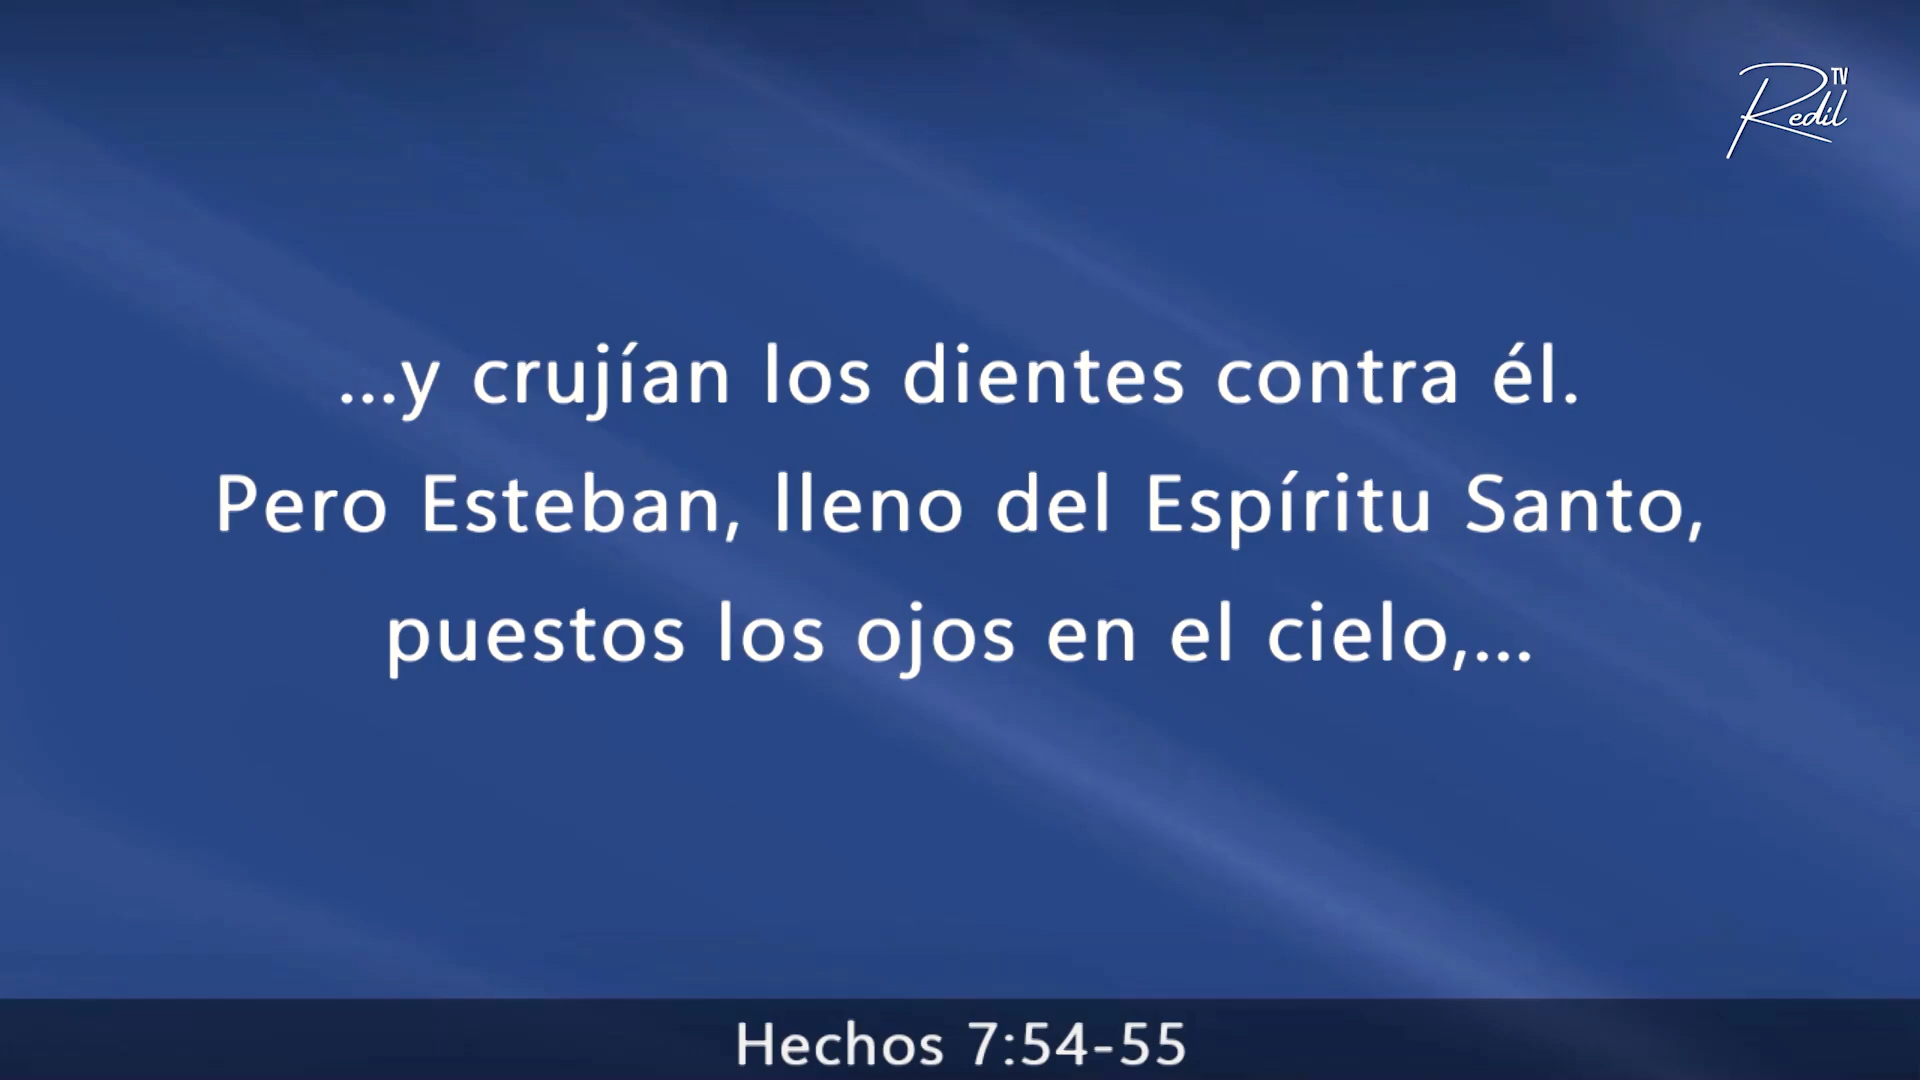 TV
Redil
...y crujían los dientes contra él.
Pero Esteban, lleno del Espíritu Santo,
puestos los ojos en el cielo,...
Hechos 7:54-55